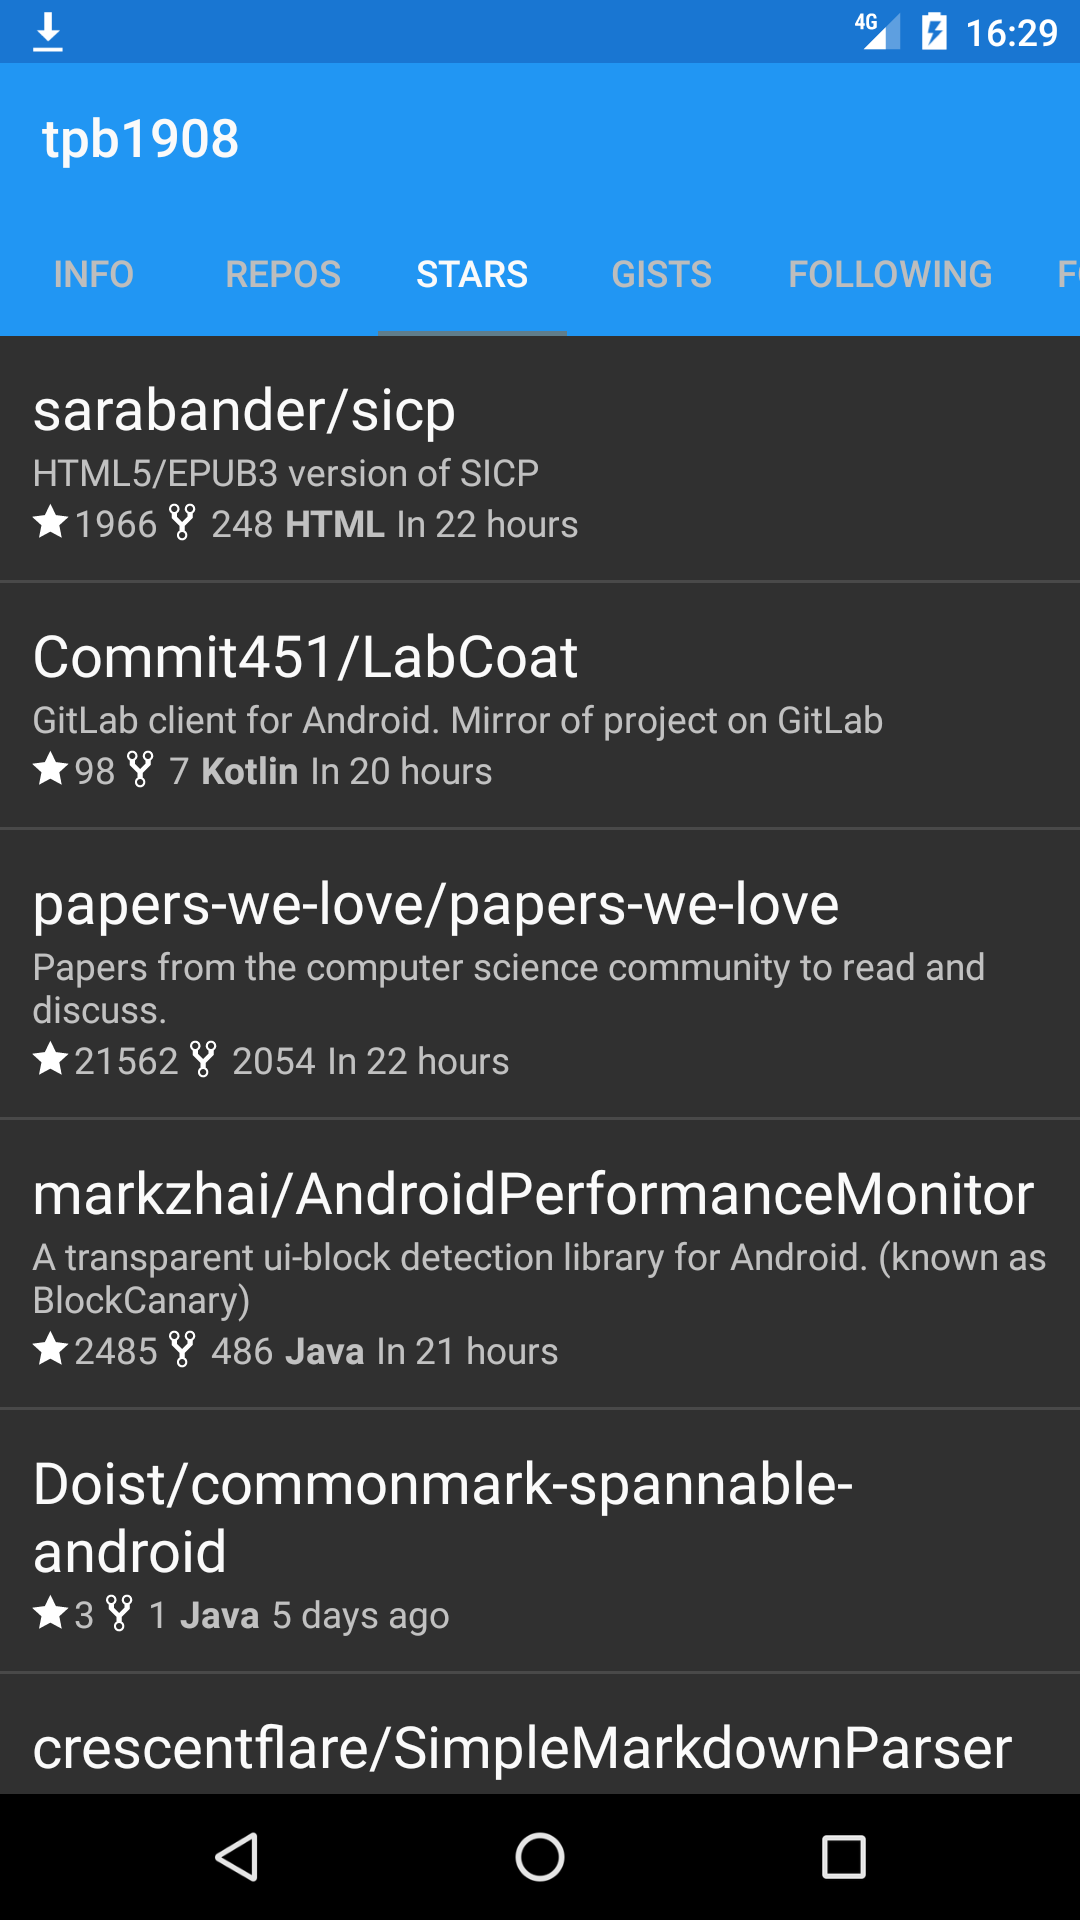 4G 16:29
tpb1908
INFO REPOS STARS GISTS FOLLOWING F
sarabander/sicp
HTML5/EPUB3 version of SICP
1966 248 HTML In 22 hours
Commit451/LabCoat
GitLab client for Android. Mirror of project on GitLab
98 7 Kotlin In 20 hours
papers-we-love/papers-we-love
Papers from the computer science community to read and
discuss.
21562 2054 In 22 hours
markzhai/AndroidPerformanceMonitor
A transparent ui-block detection library for Android. (known as
BlockCanary)
2485 486 Java In 21 hours
Doist/commonmark-spannable-
android
3 1 Java 5 days ago
crescentflare/SimpleMarkdownParser